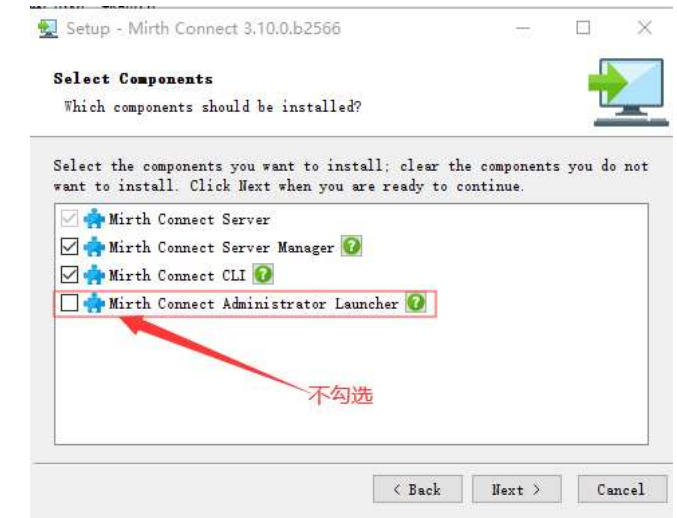 Setup - Mirth Connect 3.10.0.b2566
Select Components
Which components should be installed?
Select the components you want to install; clear the components you do not
want to install. Click Next when you are ready to continue.
Mirth Connect Server
Mirth Connect Server Manager ?
Mirth Connect CLI ?
Mirth Connect Administrator Launcher ?
不勾选
< Back Next > Cancel